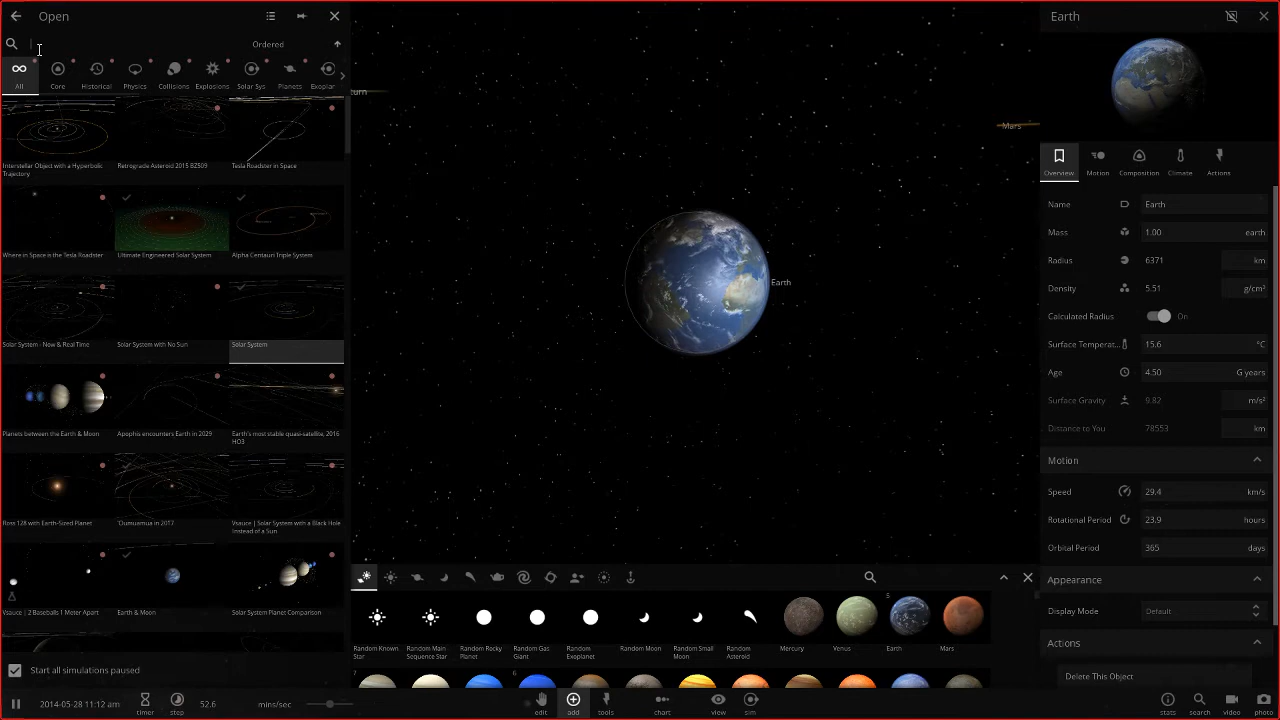 Open
Ordered
All
Core
Historical
Physics
Collisions
Explosions
Solar Sys
Planets
Exoplar
Interstellar Object with a Hyperbolic
Trajectory
Retrograde Asteroid 2015 BZ509
Tesla Roadster in Space
Where in Space is the Tesla Roadster
Ultimate Engineered Solar System
Alpha Centauri Triple System
Solar System - Now & Real Time
Solar System with No Sun
Solar System
Planets between the Earth & Moon
Apophis encounters Earth in 2029
Earth's most stable quasi-satellite, 2016
HO3
Ross 128 with Earth-Sized Planet
'Oumuamua in 2017
Vsauce | Solar System with a Black Hole
Instead of a Sun
Vsauce | 2 Baseballs 1 Meter Apart
Earth & Moon
Solar System Planet Comparison
Start all simulations paused
2014-05-28 11:12 am
timer
step
52.6
mins/sec
turn
Mars
Earth
Random Known
Star
Random Main
Sequence Star
Random Rocky
Planet
Random Gas
Giant
Random
Exoplanet
Random Moon
Random Small
Moon
Random
Asteroid
Mercury
Venus
5
Earth
Mars
7
6
edit
add
tools
chart
view
sim
stats
search
video
photo
Earth
Overview
Motion
Composition
Climate
Actions
Name
Earth
Mass
1.00
earth
Radius
6371
km
Density
5.51
g/cm³
Calculated Radius
On
Surface Temperat...
15.6
°C
Age
4.50
G years
Surface Gravity
9.82
m/s²
Distance to You
78553
km
Motion
Speed
29.4
km/s
Rotational Period
23.9
hours
Orbital Period
365
days
Appearance
Display Mode
Default
Actions
Delete This Object